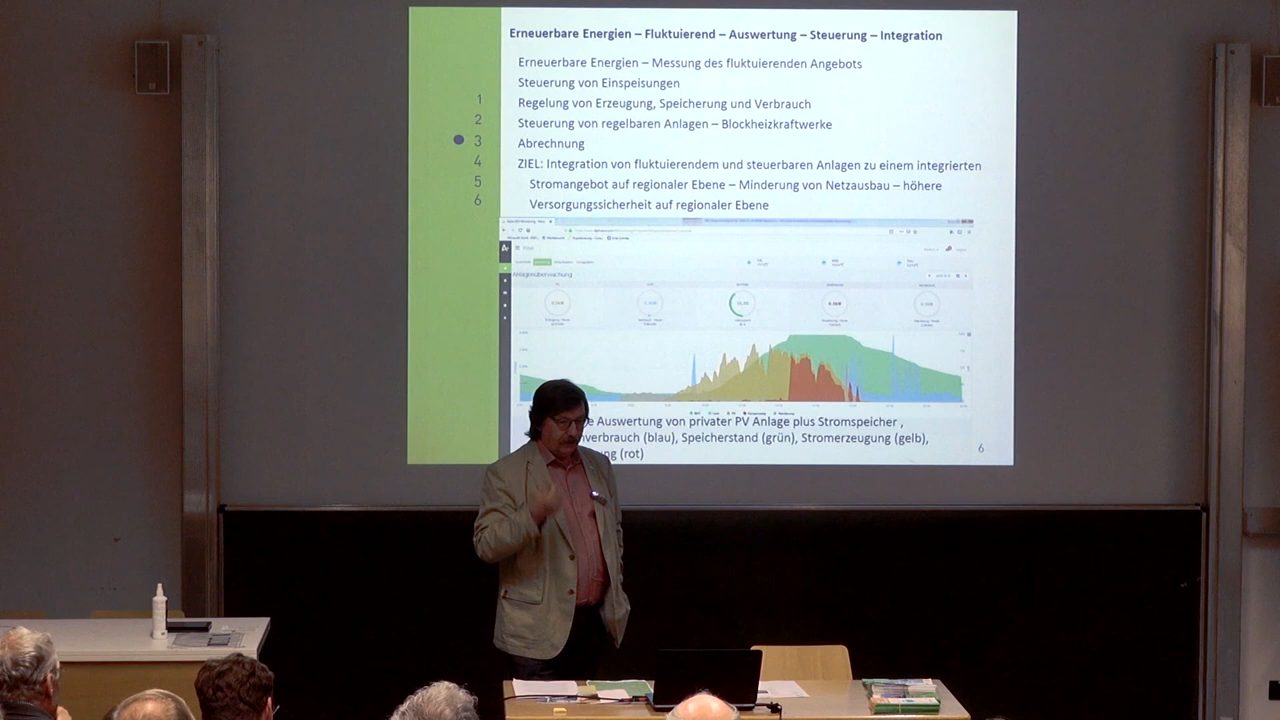 Erneuerbare Energien – Fluktuierend – Auswertung – Steuerung – Integration
Erneuerbare Energien – Messung des fluktuierenden Angebots
Steuerung von Einspeisungen
1
Regelung von Erzeugung, Speicherung und Verbrauch
2
Steuerung von regelbaren Anlagen – Blockheizkraftwerke
3
Abrechnung
4
ZIEL: Integration von fluktuierendem und steuerbaren Anlagen zu einem integrierten
5
Stromangebot auf regionaler Ebene – Minderung von Netzausbau – höhere
6
Versorgungssicherheit auf regionaler Ebene
Anlagenüberwachung
e Auswertung von privater PV Anlage plus Stromspeicher ,
nverbrauch (blau), Speicherstand (grün), Stromerzeugung (gelb),
ng (rot)
6